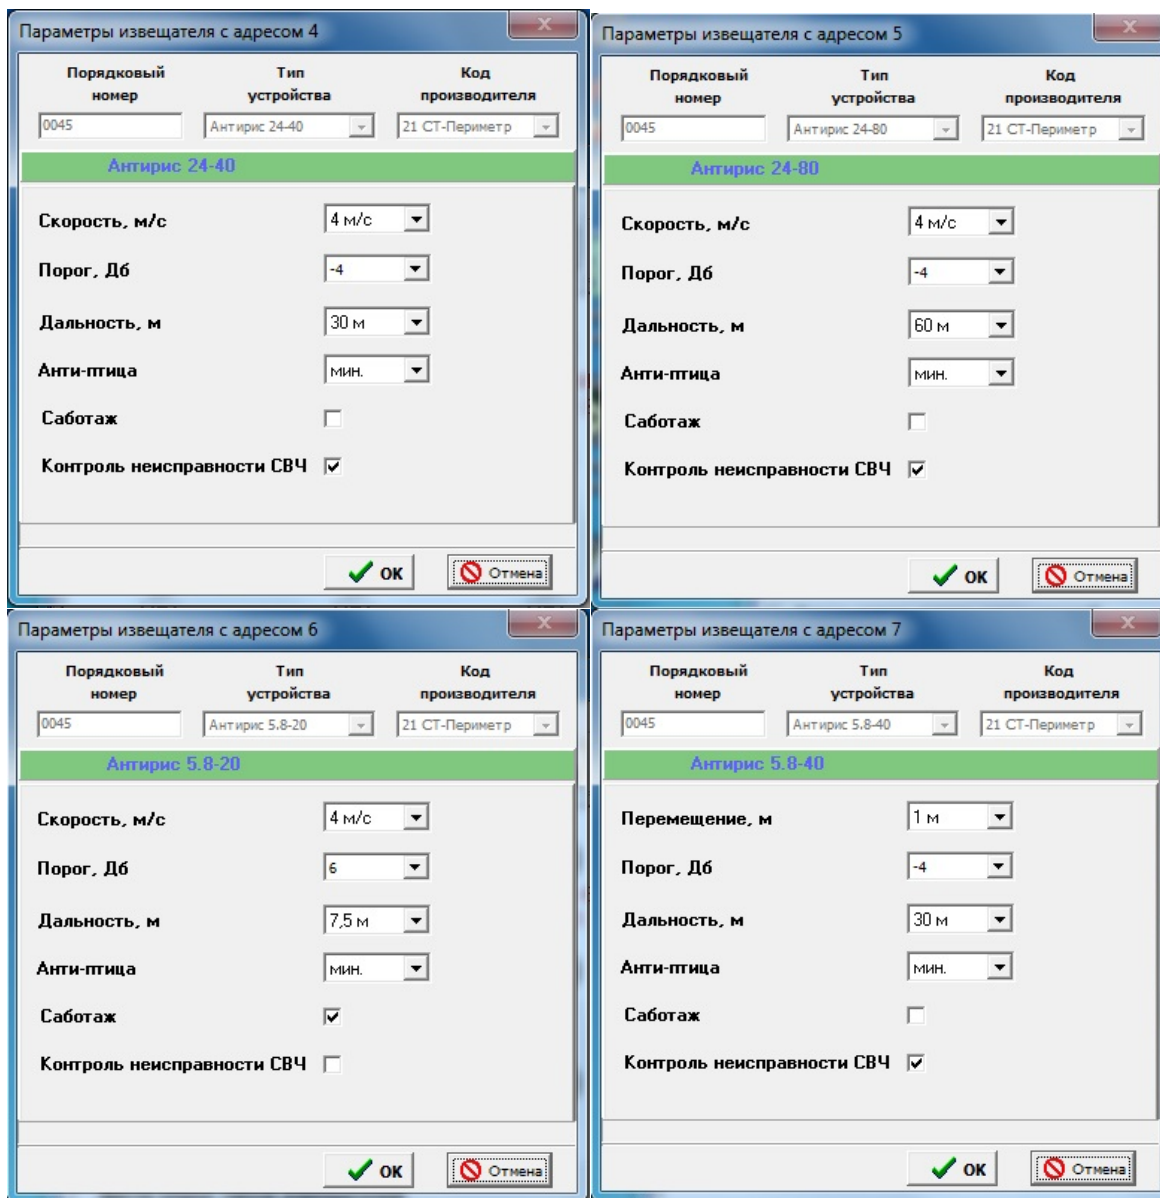 Параметры извещателя с адресом 4
Порядковый номер
Тип устройства
Код производителя
0045
Антирис 24-40
21 СТ-Периметр
Антирис 24-40
Скорость, м/с
4 м/с
Порог, Дб
-4
Дальность, м
30 м
Анти-птица
мин.
Саботаж
Контроль неисправности СВЧ
ОК
Отмена
Параметры извещателя с адресом 5
Порядковый номер
Тип устройства
Код производителя
0045
Антирис 24-80
21 СТ-Периметр
Антирис 24-80
Скорость, м/с
4 м/с
Порог, Дб
-4
Дальность, м
60 м
Анти-птица
мин.
Саботаж
Контроль неисправности СВЧ
ОК
Отмена
Параметры извещателя с адресом 6
Порядковый номер
Тип устройства
Код производителя
0045
Антирис 5.8-20
21 СТ-Периметр
Антирис 5.8-20
Скорость, м/с
4 м/с
Порог, Дб
6
Дальность, м
7,5 м
Анти-птица
мин.
Саботаж
Контроль неисправности СВЧ
ОК
Отмена
Параметры извещателя с адресом 7
Порядковый номер
Тип устройства
Код производителя
0045
Антирис 5.8-40
21 СТ-Периметр
Антирис 5.8-40
Перемещение, м
1 м
Порог, Дб
-4
Дальность, м
30 м
Анти-птица
мин.
Саботаж
Контроль неисправности СВЧ
ОК
Отмена